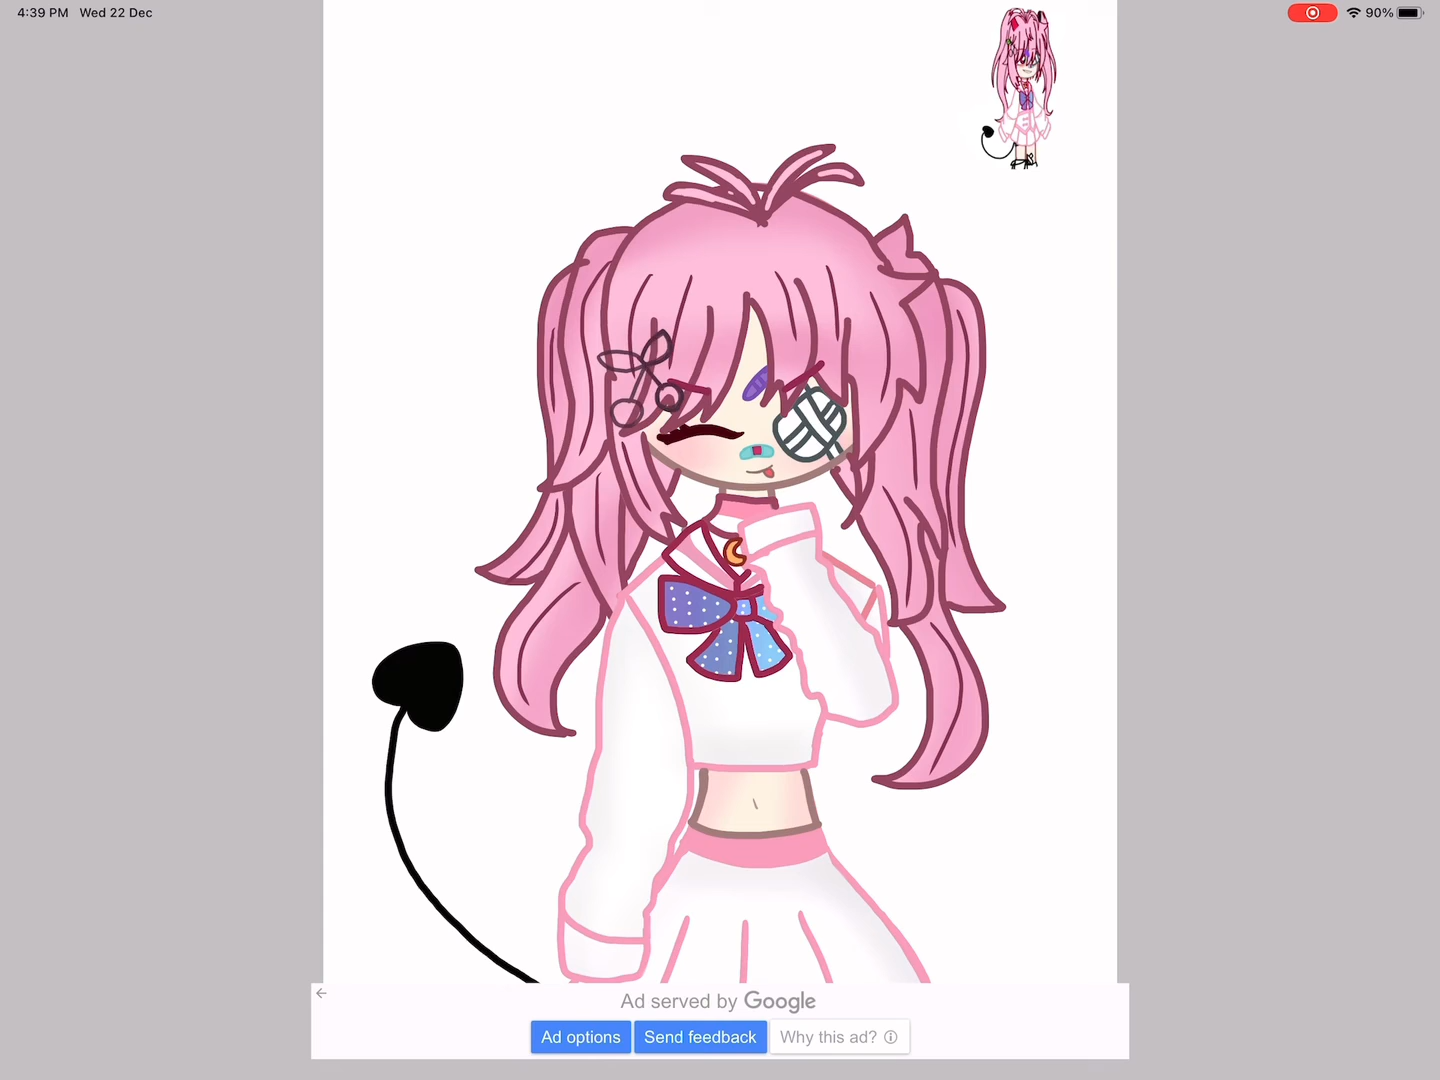 4:39 PM Wed 22 Dec
90%
Ad served by Google
Ad options
Send feedback
Why this ad?